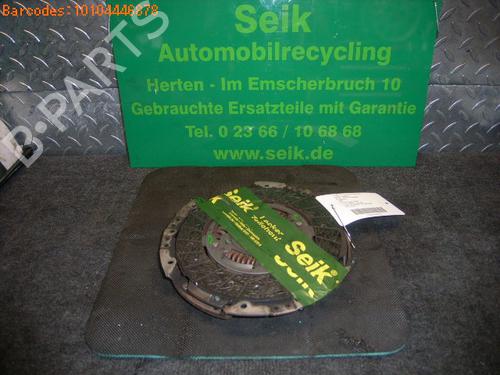 Barcodes:10104446378
Seik
Automobilrecycling
Herten - Im Emscherbruch 10
Gebrauchte Ersatzteile mit Garantie
Tel. 0 23 66 / 10 68 68
www.seik.de
B-PARTS
Seik
Seik